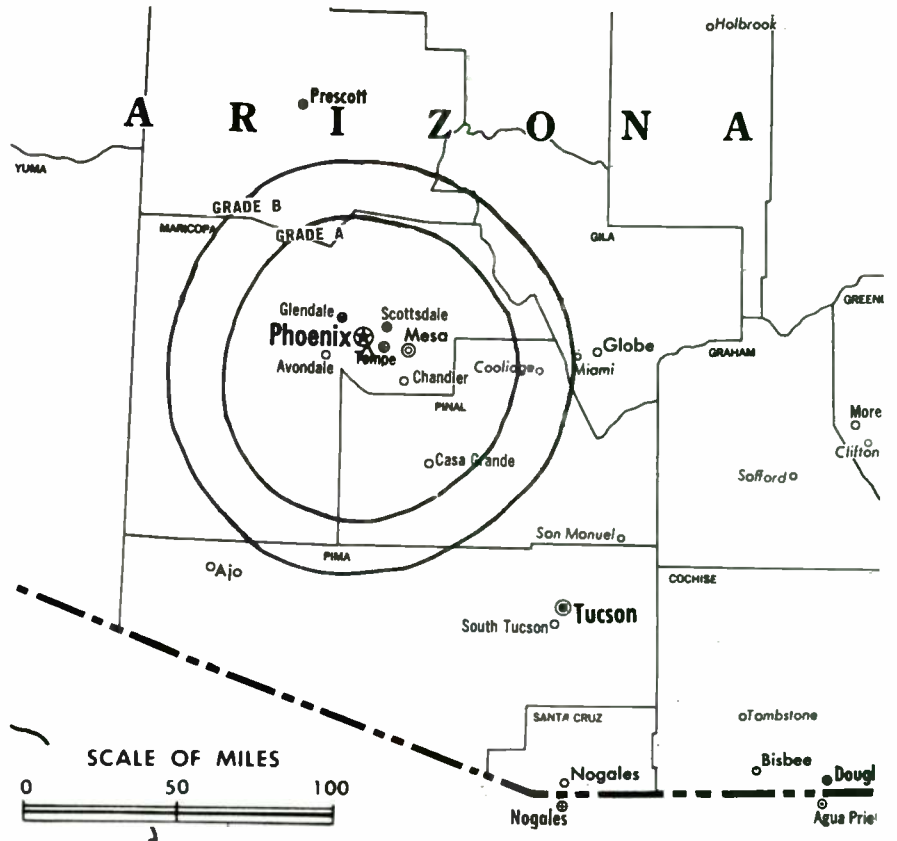 Holbrook
Prescott
A R I Z O N A
YUMA
GRADE B
MARICOPA
GRADE A
GILA
GREENL
Glendale
Scottsdale
Phoenix
Mesa
Tempe
Avondale
Globe
Miami
GRAHAM
Coolidge
Chandler
PINAL
More
Clifton
Casa Grande
Safford
San Manuel
PIMA
Ajo
COCHISE
Tucson
South Tucson
SANTA CRUZ
Tombstone
SCALE OF MILES
0 50 100
Bisbee
Nogales
Dougl
Nogales
Agua Prie